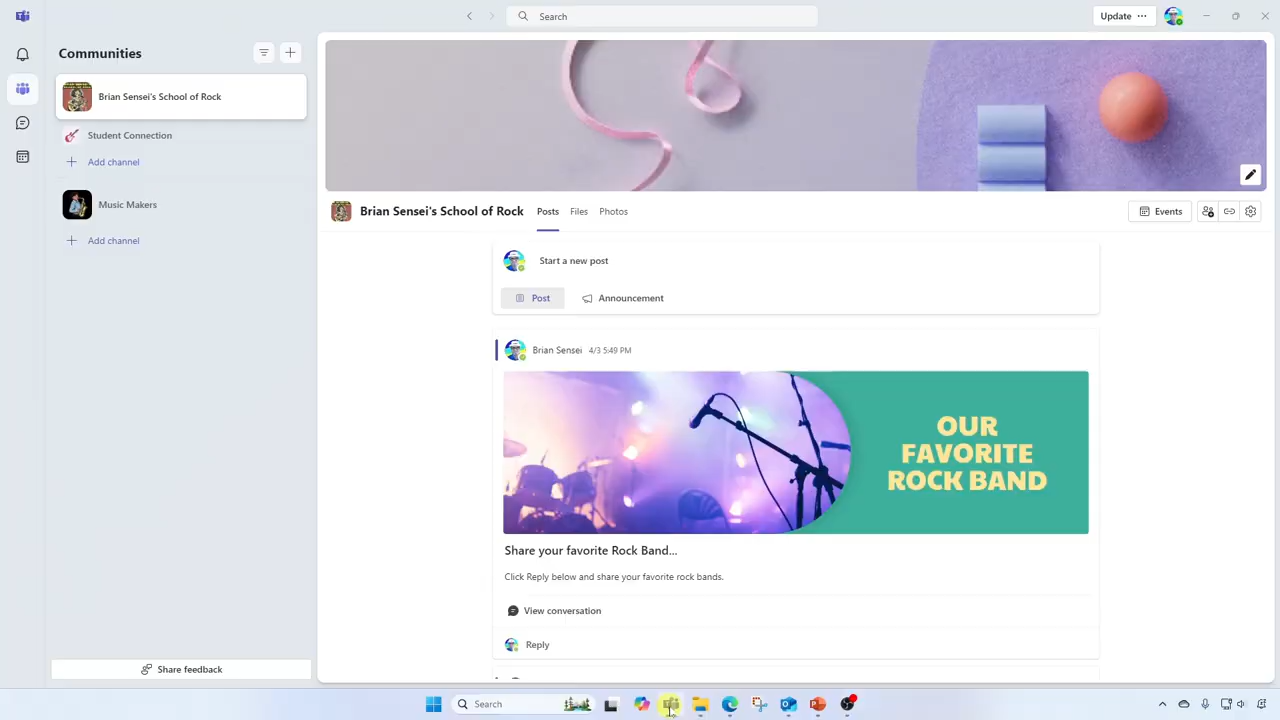 Search
Update
Communities
Brian Sensei's School of Rock
Student Connection
Add channel
Music Makers
Add channel
Share feedback
Brian Sensei's School of Rock
Posts
Files
Photos
Events
Start a new post
Post
Announcement
Brian Sensei 4/3 5:49 PM
OUR
FAVORITE
ROCK BAND
Share your favorite Rock Band...
Click Reply below and share your favorite rock bands.
View conversation
Reply
Search